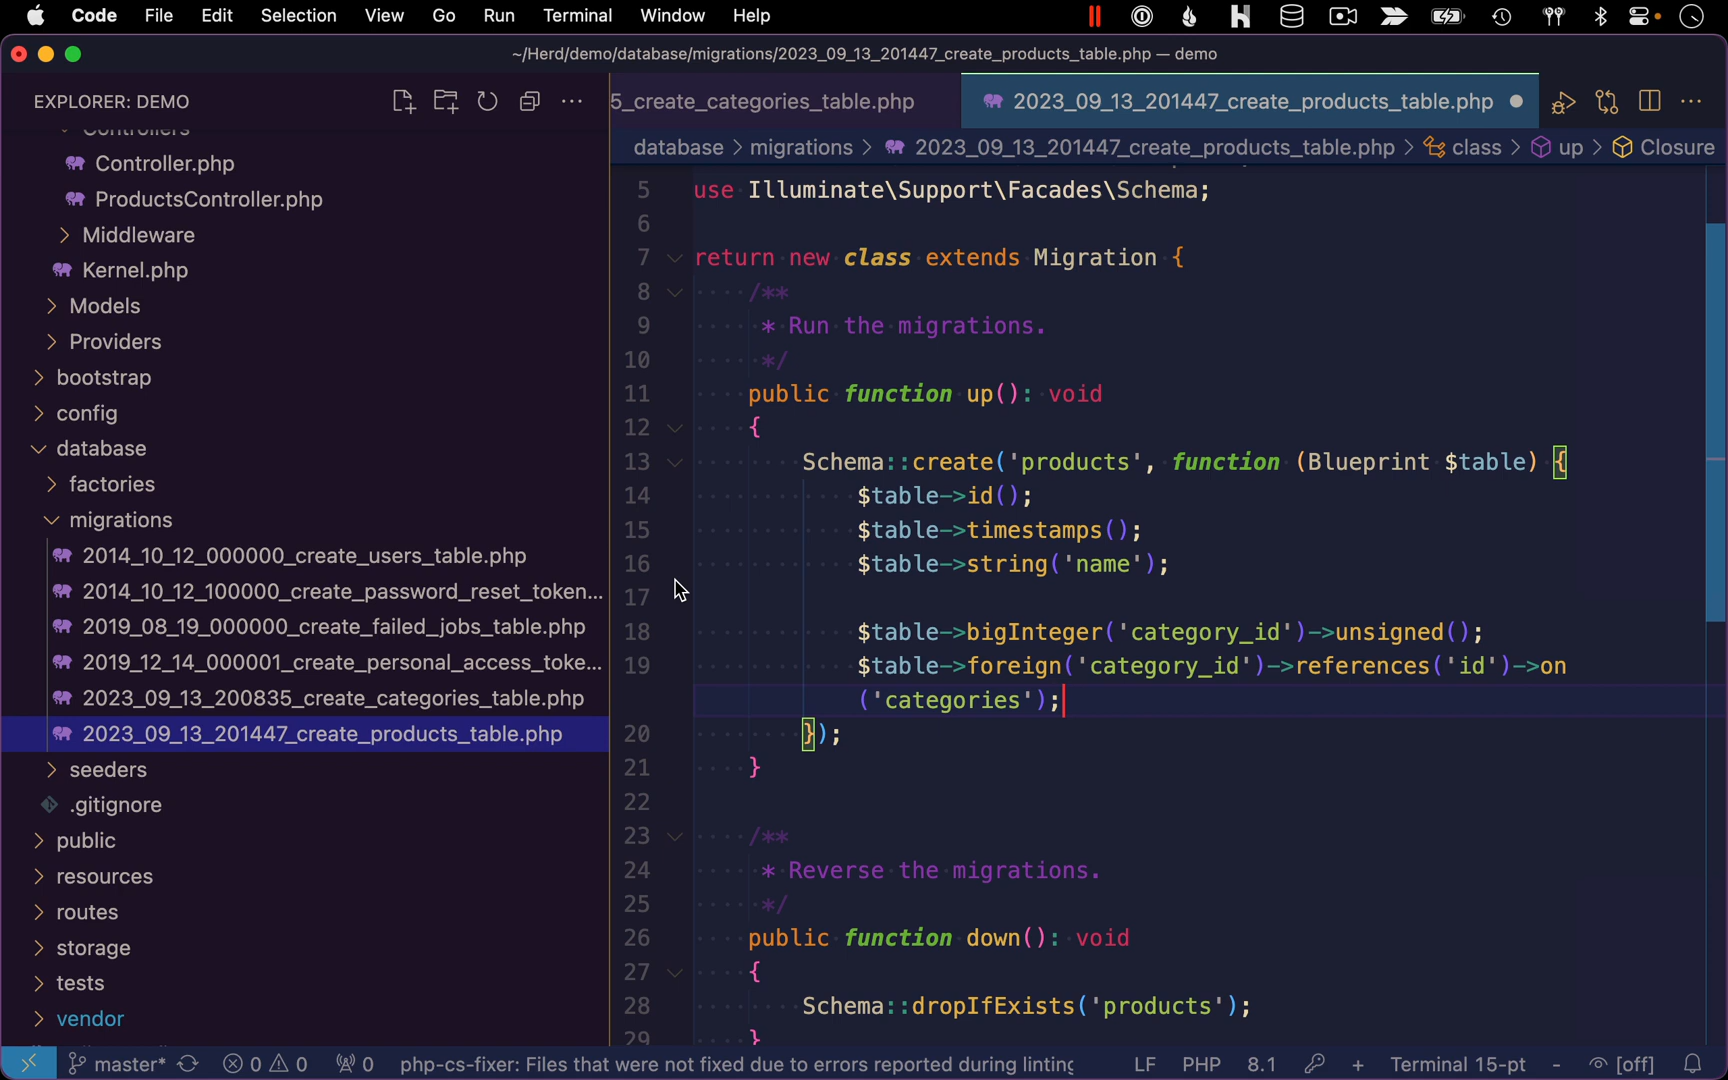 Code File Edit Selection View Go Run Terminal Window Help
~/Herd/demo/database/migrations/2023_09_13_201447_create_products_table.php — demo
EXPLORER: DEMO
Controllers
Controller.php
ProductsController.php
Middleware
Kernel.php
Models
Providers
bootstrap
config
database
factories
migrations
2014_10_12_000000_create_users_table.php
2014_10_12_100000_create_password_reset_token...
2019_08_19_000000_create_failed_jobs_table.php
2019_12_14_000001_create_personal_access_toke...
2023_09_13_200835_create_categories_table.php
2023_09_13_201447_create_products_table.php
seeders
.gitignore
public
resources
routes
storage
tests
vendor
5_create_categories_table.php 2023_09_13_201447_create_products_table.php
database > migrations > 2023_09_13_201447_create_products_table.php > class > up > Closure
5 use Illuminate\Support\Facades\Schema;
6
7 return new class extends Migration {
8 /**
9 * Run the migrations.
10 */
11 public function up(): void
12 {
13 Schema::create('products', function (Blueprint $table) {
14 $table->id();
15 $table->timestamps();
16 $table->string('name');
17
18 $table->bigInteger('category_id')->unsigned();
19 $table->foreign('category_id')->references('id')->on
('categories');
20 });
21 }
22
23 /**
24 * Reverse the migrations.
25 */
26 public function down(): void
27 {
28 Schema::dropIfExists('products');
29 }
master* 0 0 0 php-cs-fixer: Files that were not fixed due to errors reported during linting LF PHP 8.1 + Terminal 15-pt - [off]